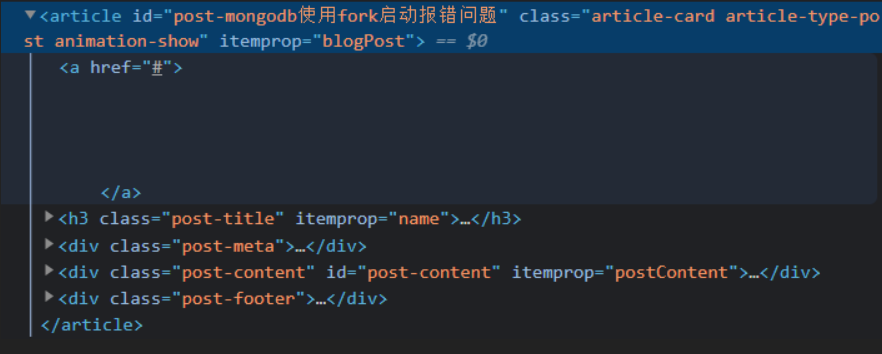 ▼<article id="post-mongodb使用fork启动报错问题" class="article-card article-type-po
st animation-show" itemprop="blogPost"> == $0
<a href="#">
</a>
▶<h3 class="post-title" itemprop="name">…</h3>
▶<div class="post-meta">…</div>
▶<div class="post-content" id="post-content" itemprop="postContent">…</div>
▶<div class="post-footer">…</div>
</article>